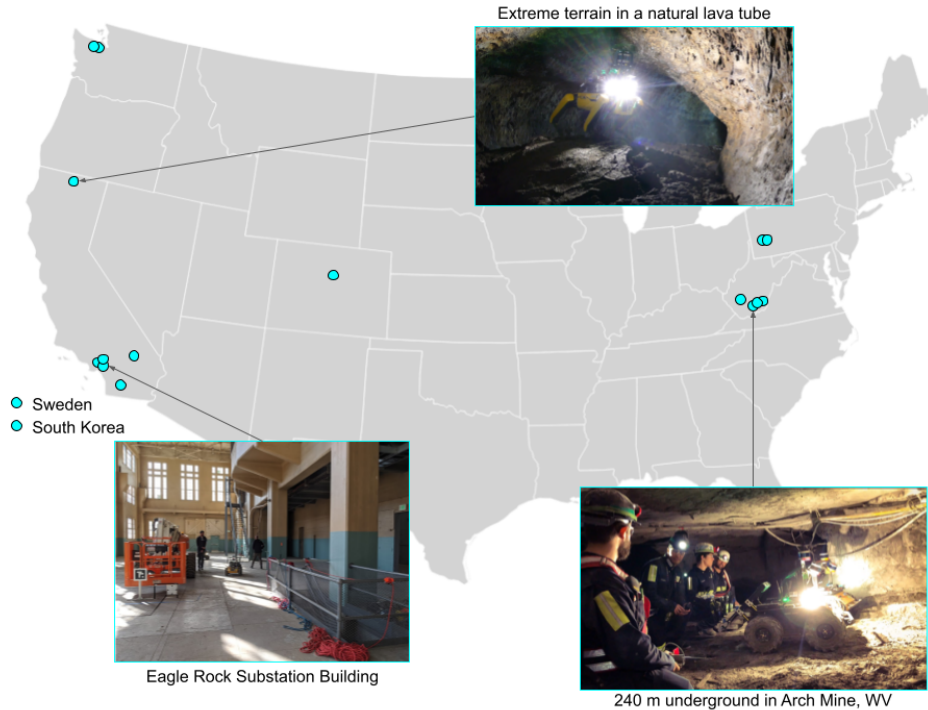 Extreme terrain in a natural lava tube
Sweden
South Korea
Eagle Rock Substation Building
240 m underground in Arch Mine, WV